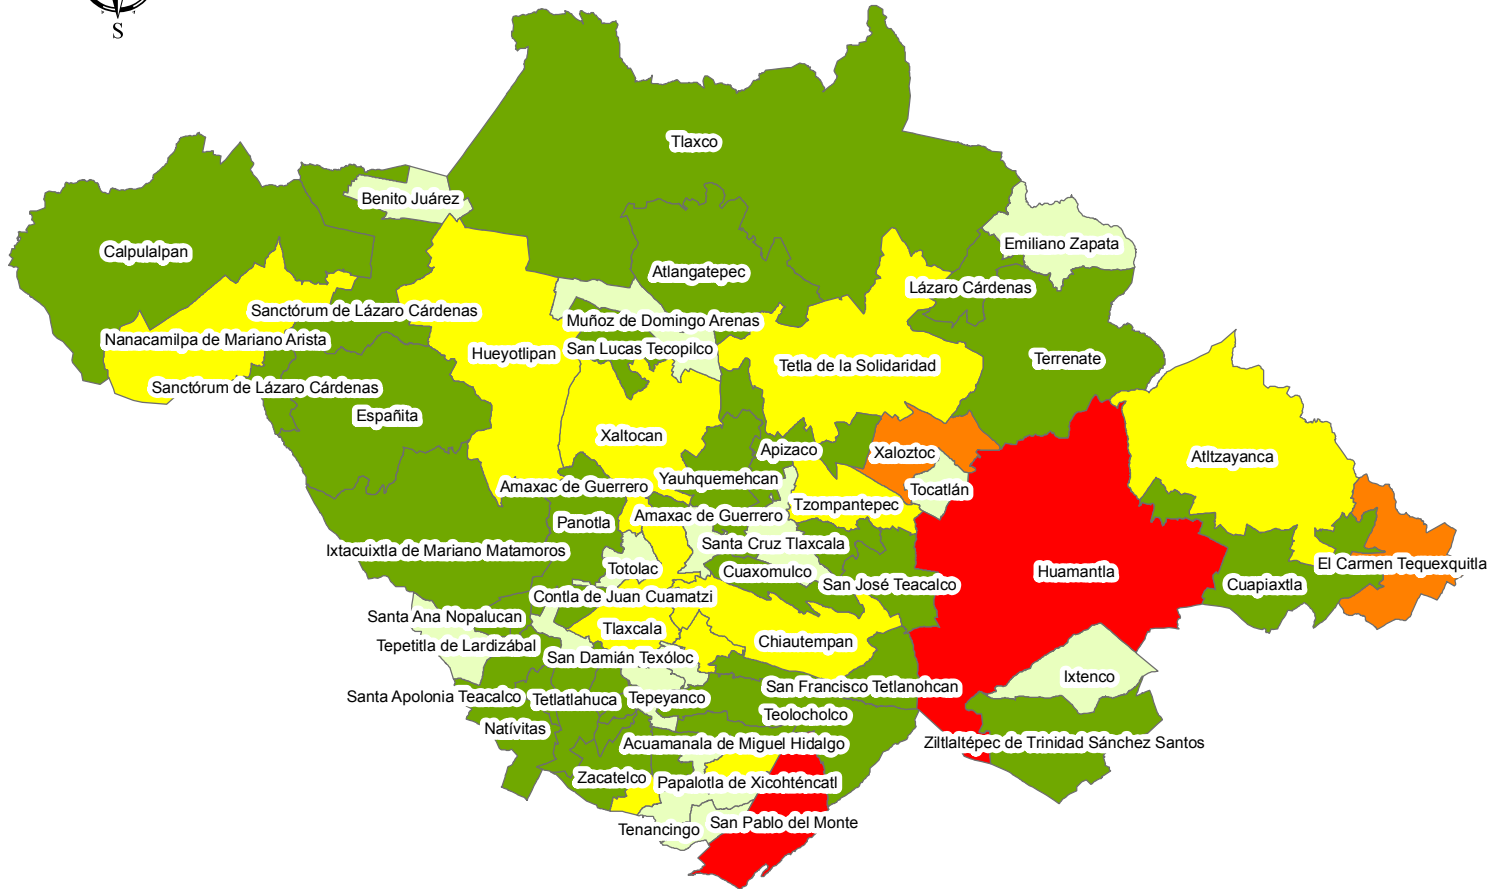 S
Tlaxco
Benito Juárez
Emiliano Zapata
Calpulalpan
Atlangatepec
Lázaro Cárdenas
Sanctórum de Lázaro Cárdenas
Muñoz de Domingo Arenas
Nanacamilpa de Mariano Arista
San Lucas Tecopilco
Hueyotlipan
Terrenate
Tetla de la Solidaridad
Sanctórum de Lázaro Cárdenas
Españita
Xaltocan
Apizaco
Xaloztoc
Atltzayanca
Yauhquemehcan
Amaxac de Guerrero
Tocatlán
Tzompantepec
Amaxac de Guerrero
Panotla
Santa Cruz Tlaxcala
Ixtacuixtla de Mariano Matamoros
El Carmen Tequexquitla
Totolac
Cuaxomulco
Huamantla
San José Teacalco
Cuapiaxtla
Contla de Juan Cuamatzi
Santa Ana Nopalucan
Tlaxcala
Chiautempan
Tepetitla de Lardizábal
San Damián Texóloc
Ixtenco
San Francisco Tetlanohcan
Santa Apolonia Teacalco
Tetlatlahuca
Tepeyanco
Teolocholco
Natívitas
Acuamanala de Miguel Hidalgo
Ziltlaltépec de Trinidad Sánchez Santos
Zacatelco
Papalotla de Xicohténcatl
San Pablo del Monte
Tenancingo